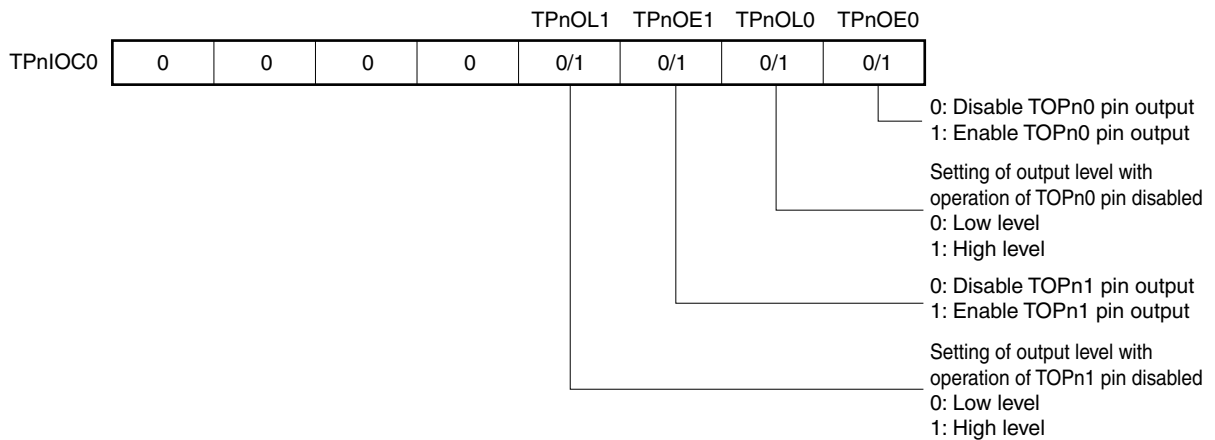 TPnOL1 TPnOE1 TPnOL0 TPnOE0
TPnIOC0 0 0 0 0 0/1 0/1 0/1 0/1
0: Disable TOPn0 pin output
1: Enable TOPn0 pin output
Setting of output level with
operation of TOPn0 pin disabled
0: Low level
1: High level
0: Disable TOPn1 pin output
1: Enable TOPn1 pin output
Setting of output level with
operation of TOPn1 pin disabled
0: Low level
1: High level